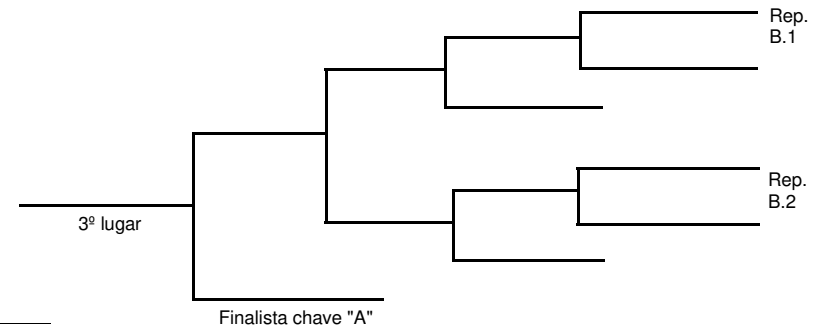 Rep.
B.1
Rep.
B.2
3º lugar
Finalista chave "A"